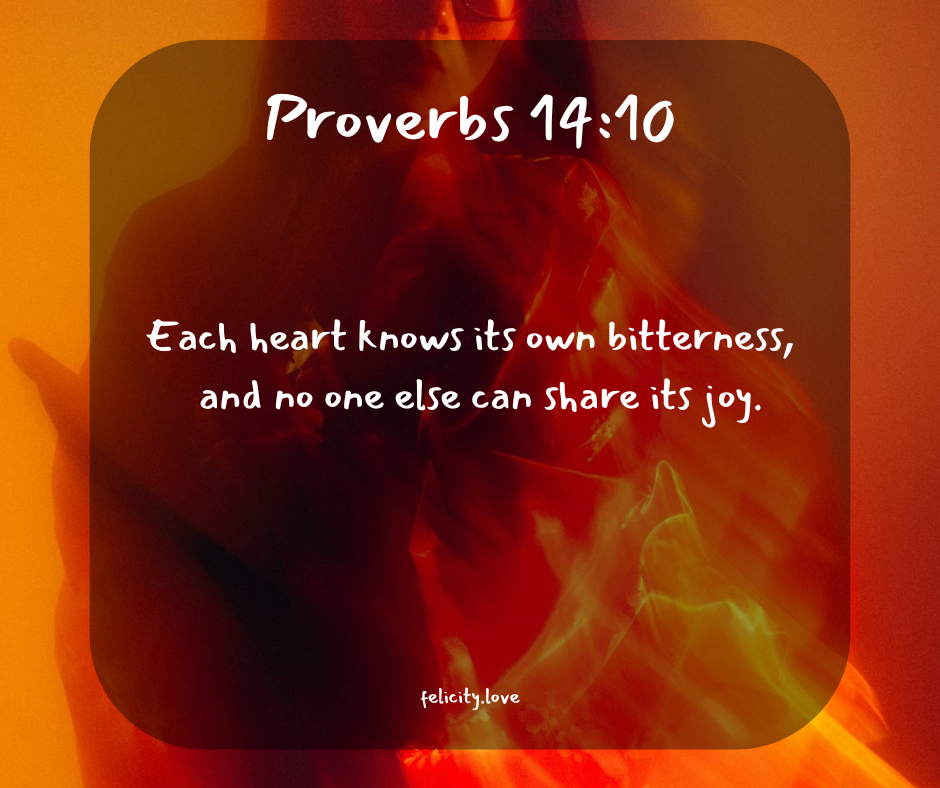 Proverbs 14:10
Each heart knows its own bitterness,
and no one else can share its joy.
felicity.love